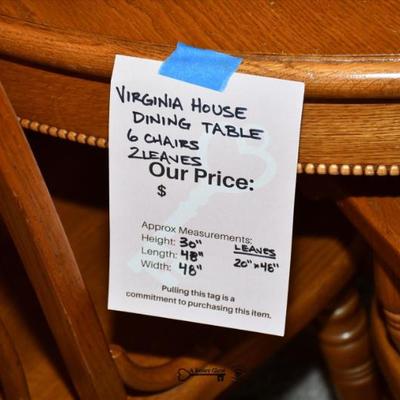 VIRGINIA HOUSE
DINING TABLE
6 CHAIRS
2 LEAVES
Our Price:
$
Approx Measurements:
Height: 30"
Length: 48"
Width: 48"
LEAVES
20" x 48"
Pulling this tag is a
commitment to purchasing this item.